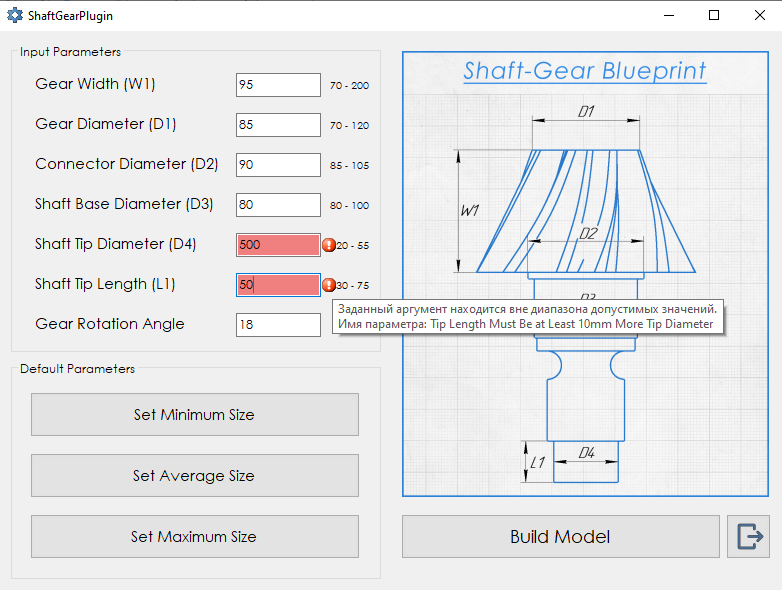 ShaftGearPlugin
Input Parameters
Gear Width (W1) 95 70 - 200
Gear Diameter (D1) 85 70 - 120
Connector Diameter (D2) 90 85 - 105
Shaft Base Diameter (D3) 80 80 - 100
Shaft Tip Diameter (D4) 500 20 - 55
Shaft Tip Length (L1) 50 30 - 75
Gear Rotation Angle 18
Заданный аргумент находится вне диапазона допустимых значений.
Имя параметра: Tip Length Must Be at Least 10mm More Tip Diameter
Default Parameters
Set Minimum Size
Set Average Size
Set Maximum Size
Shaft-Gear Blueprint
D1
W1
D2
D3
L1
D4
Build Model